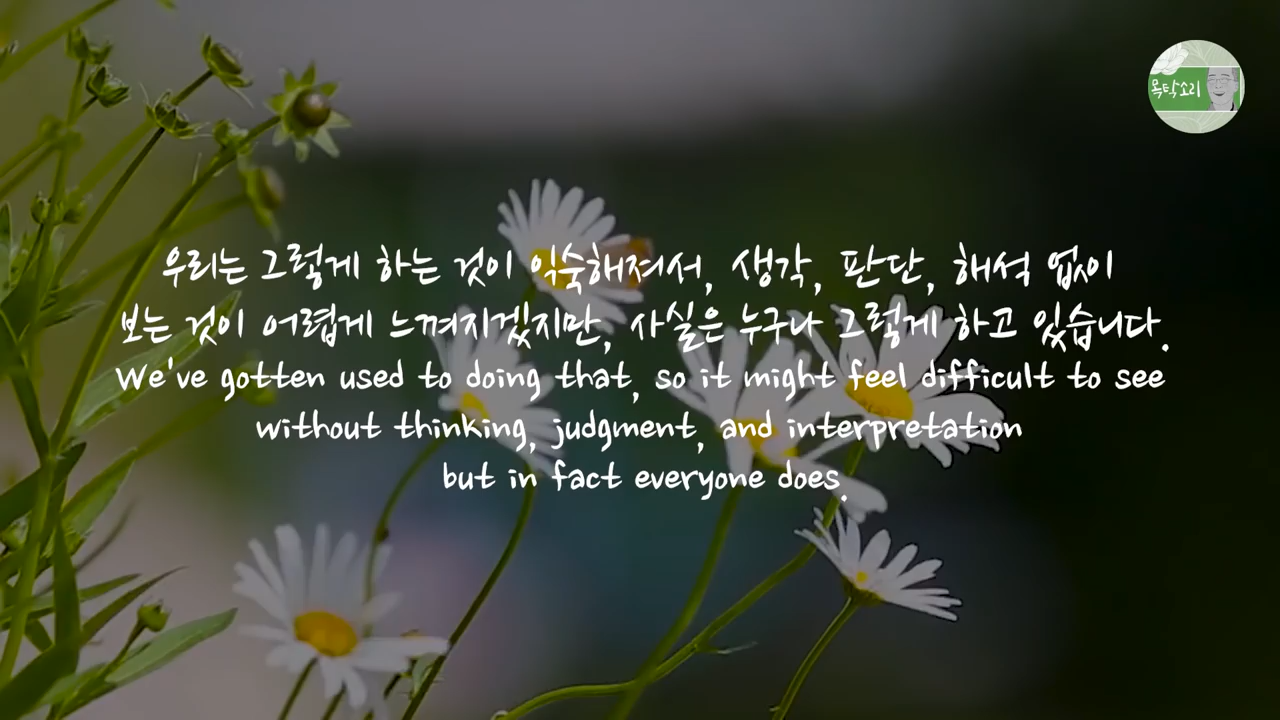 목탁소리
우리는 그렇게 하는 것이 익숙해져서, 생각, 판단, 해석 없이
보는 것이 어렵게 느껴지겠지만, 사실은 누구나 그렇게 하고 있습니다.
We've gotten used to doing that, so it might feel difficult to see
without thinking, judgment, and interpretation
but in fact everyone does.